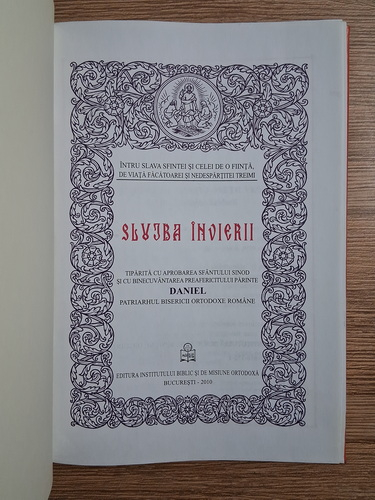 ÎNTRU SLAVA SFINTEI ȘI CELEI DE O FIINȚĂ,
DE VIAȚĂ FĂCĂTOAREI ȘI NEDESPĂRȚITEI TREIMI
SLUJBA ÎNVIERII
TIPĂRITĂ CU APROBAREA SFÂNTULUI SINOD
ȘI CU BINECUVÂNTAREA PREAFERICITULUI PĂRINTE
DANIEL
PATRIARHUL BISERICII ORTODOXE ROMÂNE
EDITURA INSTITUTULUI BIBLIC ȘI DE MISIUNE ORTODOXĂ
BUCUREȘTI - 2010